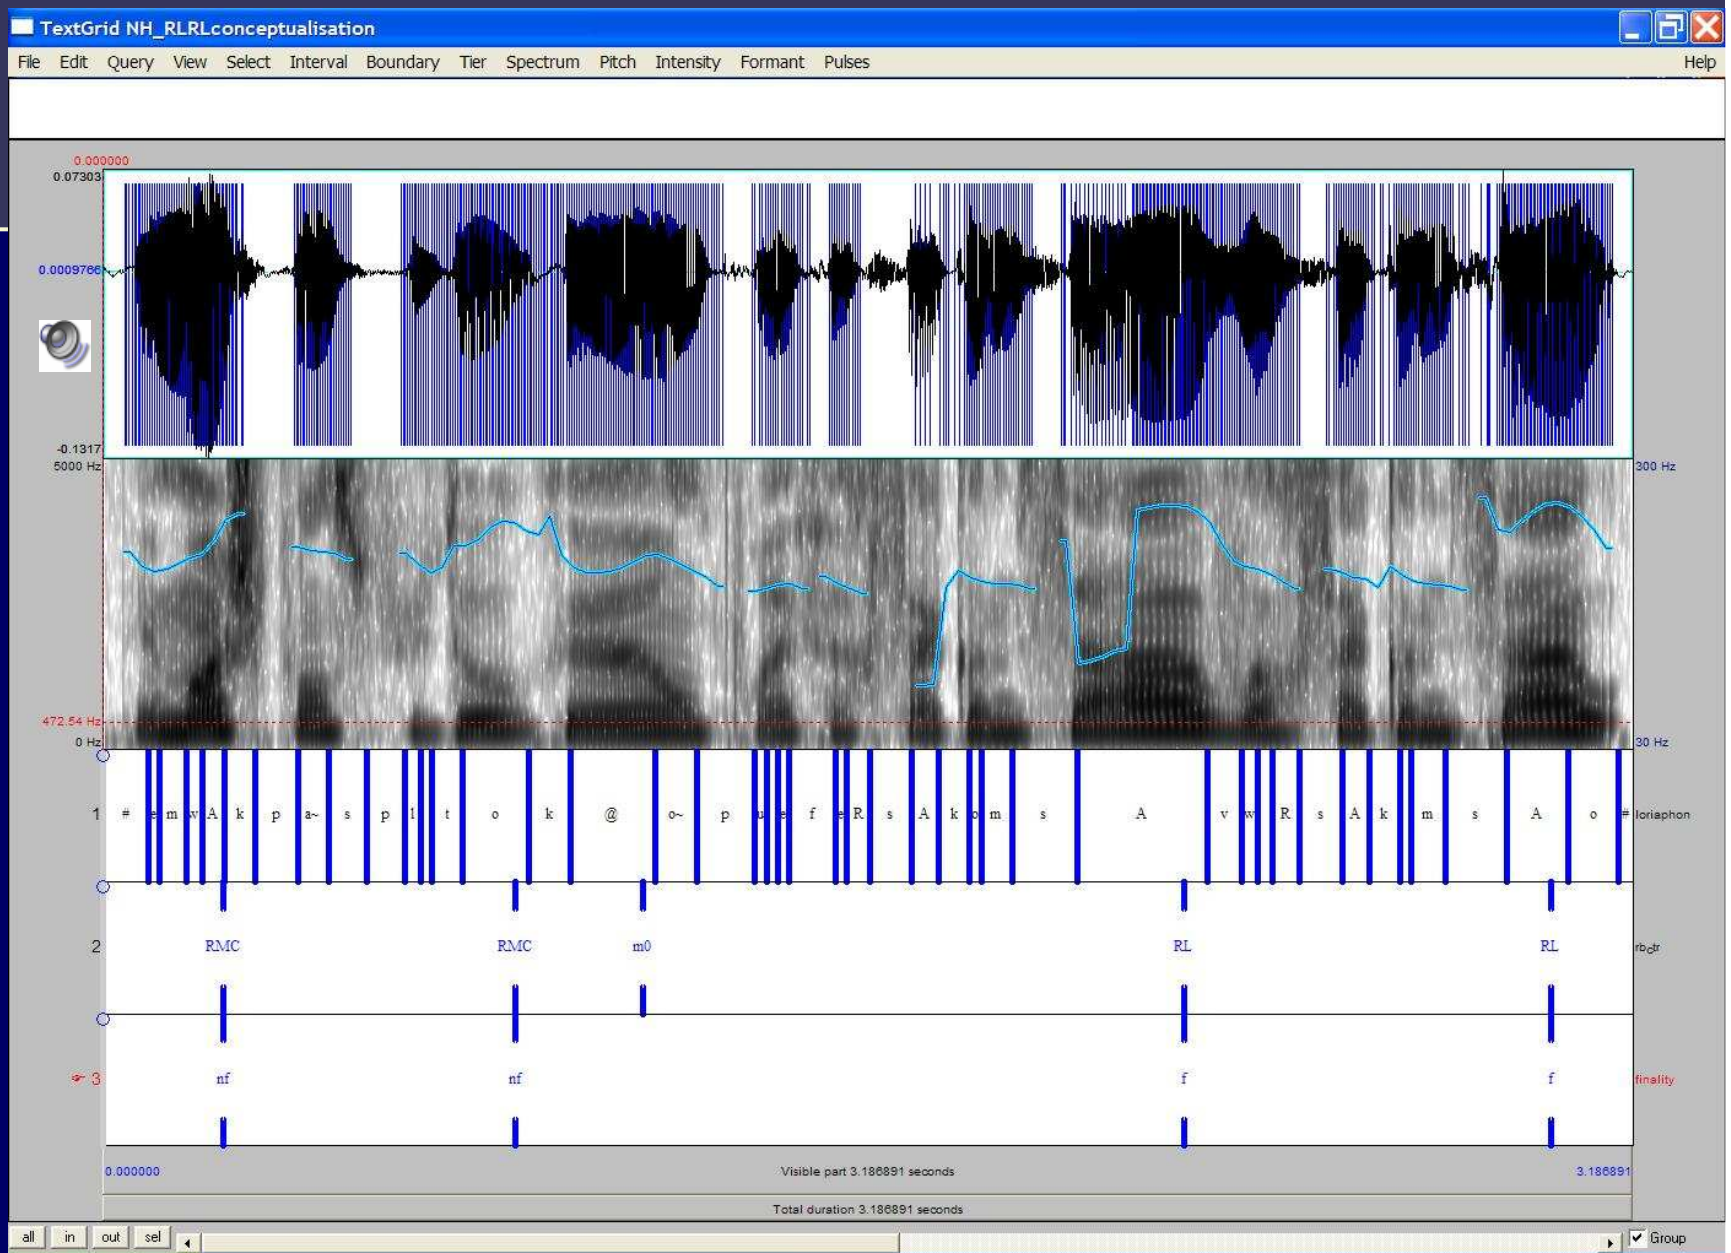 TextGrid NH_RLRLconceptualisation
File Edit Query View Select Interval Boundary Tier Spectrum Pitch Intensity Formant Pulses Help
0.000000
0.07303
0.0009766
-0.1317
5000 Hz 300 Hz
472.54 Hz
0 Hz 30 Hz
1 # e m w A k p a~ s p l t o k @ o~ p u e f e R s A k o m s A v w R s A k m s A o # loriaphon
2 RMC RMC m0 RL RL
3 nf nf f f finality
0.000000 Visible part 3.186891 seconds 3.186891
Total duration 3.186891 seconds
all in out sel Group